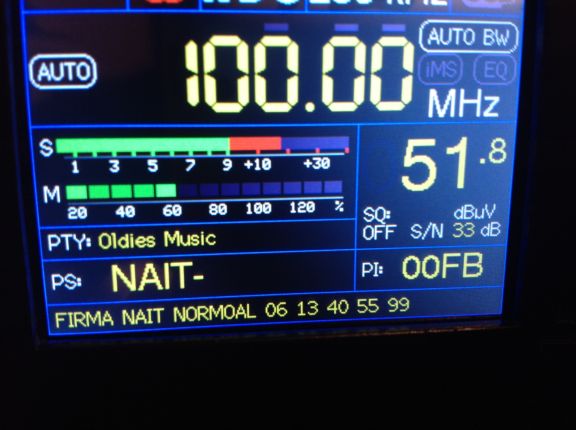 AUTO BW
AUTO
100.00
iMS
EQ
MHz
S
1 3 5 7 9 +10 +30
M
20 40 60 80 100 120 %
51.8
SQ:
OFF
dBuV
S/N 33 dB
PTY: Oldies Music
PS: NAIT-
PI: 00FB
FIRMA NAIT NORMOAL 06 13 40 55 99